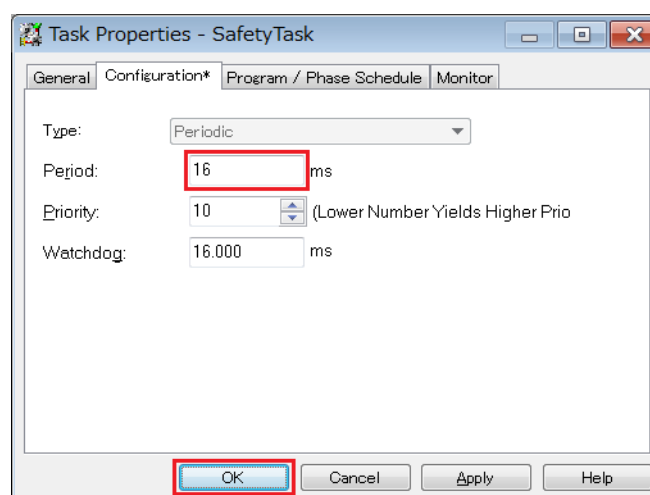 Task Properties - SafetyTask
General Configuration* Program / Phase Schedule Monitor
Type: Periodic
Period: 16 ms
Priority: 10 (Lower Number Yields Higher Prio
Watchdog: 16.000 ms
OK Cancel Apply Help